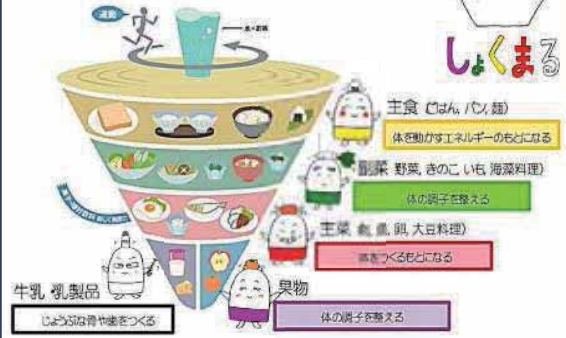 運動
水・お茶
しょくまる
主食 ごはん, パン, 麺)
体を動かすエネルギーのもとになる
副菜 野菜, きのこ いも 海藻料理)
体の調子を整える
主菜 魚, 卵, 大豆料理)
体をつくるもとになる
牛乳 乳製品
じょうぶな骨や歯をつくる
果物
体の調子を整える